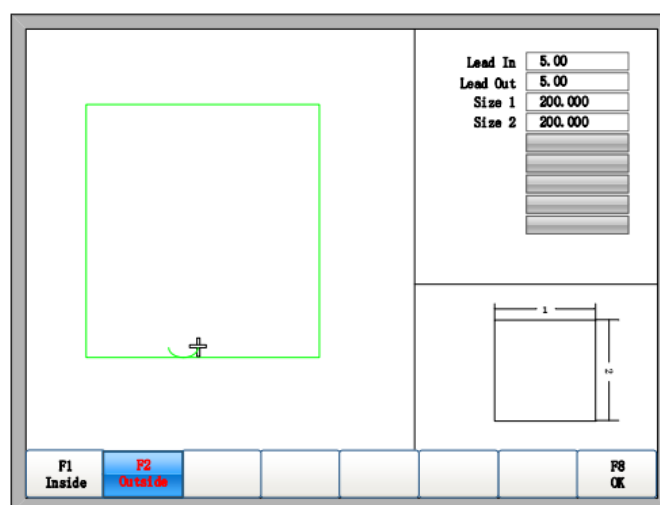 Lead In 5.00
Lead Out 5.00
Size 1 200.000
Size 2 200.000
1
2
F1 F2 F8
Inside Outside OK